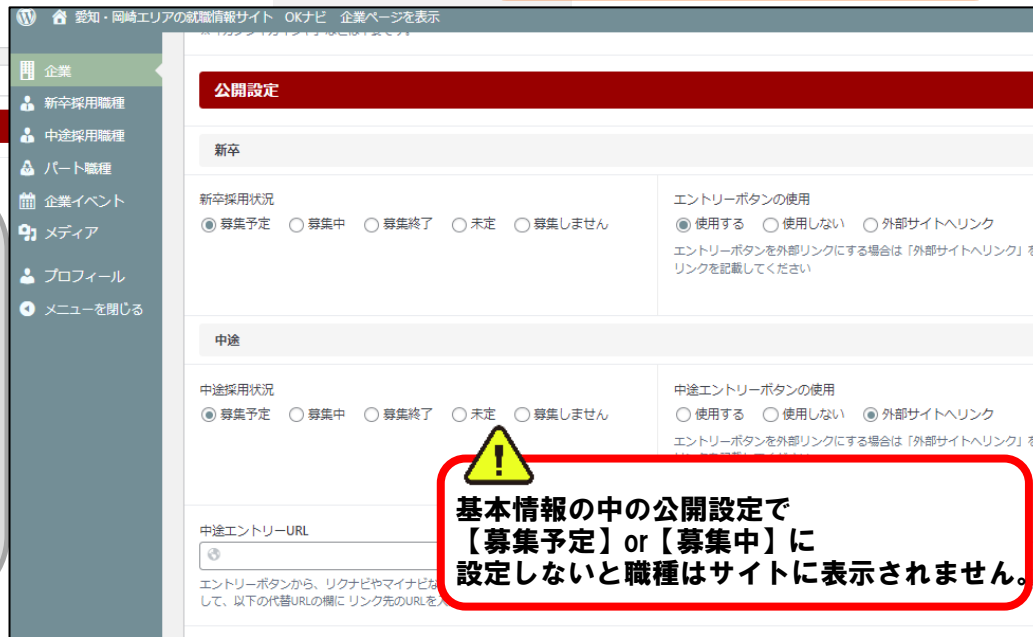 愛知・岡崎エリアの就職情報サイト OKナビ 企業ページを表示
企業
新卒採用職種
中途採用職種
パート職種
企業イベント
メディア
プロフィール
メニューを閉じる
公開設定
新卒
新卒採用状況
募集予定 募集中 募集終了 未定 募集しません
エントリーボタンの使用
使用する 使用しない 外部サイトへリンク
エントリーボタンを外部リンクにする場合は「外部サイトへリンク」を
リンクを記載してください
中途
中途採用状況
募集予定 募集中 募集終了 未定 募集しません
中途エントリーボタンの使用
使用する 使用しない 外部サイトへリンク
エントリーボタンを外部リンクにする場合は「外部サイトへリンク」を
基本情報の中の公開設定で
【募集予定】or【募集中】に
設定しないと職種はサイトに表示されません。
中途エントリーURL
エントリーボタンから、リクナビやマイナビな
して、以下の代替URLの欄に リンク先のURLを入